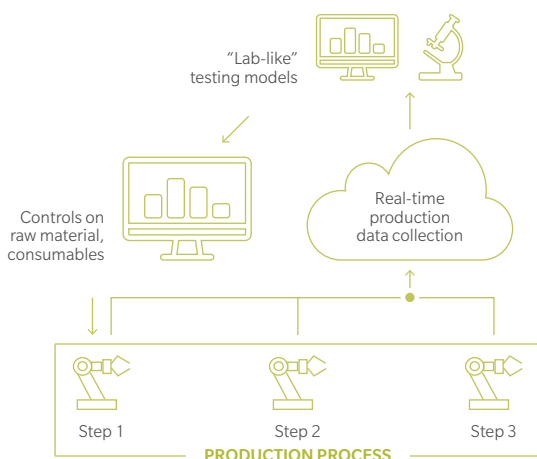 “Lab-like”
testing models
Real-time
production
data collection
Controls on
raw material,
consumables
Step 1
Step 2
Step 3
PRODUCTION PROCESS